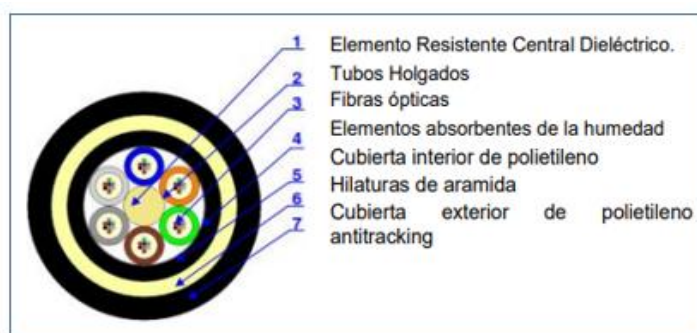 1 Elemento Resistente Central Dieléctrico.
2 Tubos Holgados
3 Fibras ópticas
4 Elementos absorbentes de la humedad
5 Cubierta interior de polietileno
6 Hilaturas de aramida
7 Cubierta exterior de polietileno
antitracking